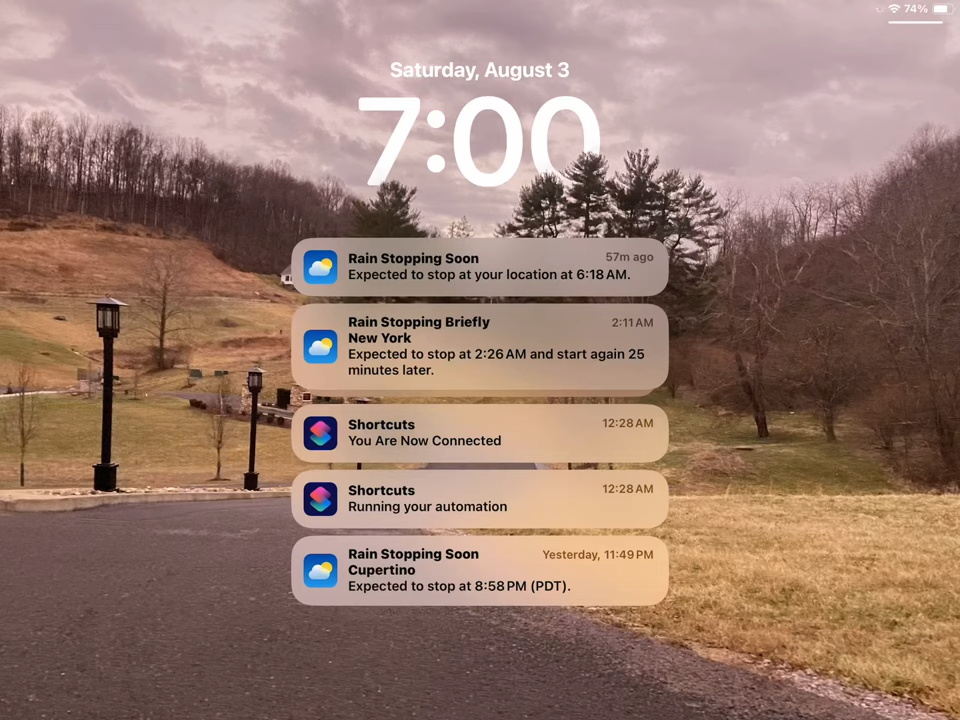 74%
Saturday, August 3
7:00
Rain Stopping Soon 57m ago
Expected to stop at your location at 6:18 AM.
Rain Stopping Briefly 2:11 AM
New York
Expected to stop at 2:26 AM and start again 25
minutes later.
Shortcuts 12:28 AM
You Are Now Connected
Shortcuts 12:28 AM
Running your automation
Rain Stopping Soon Yesterday, 11:49 PM
Cupertino
Expected to stop at 8:58 PM (PDT).